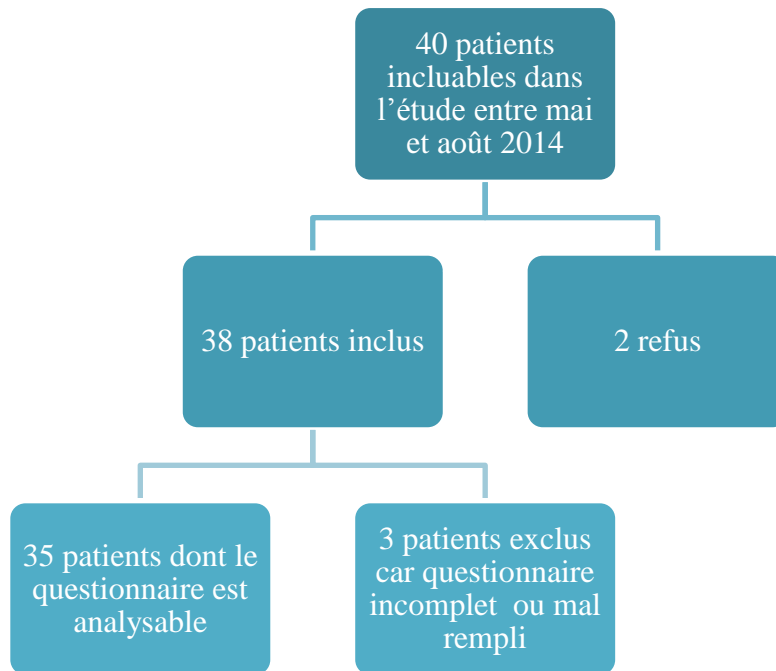 40 patients
incluables dans
l’étude entre mai
et août 2014
38 patients inclus
2 refus
35 patients dont le
questionnaire est
analysable
3 patients exclus
car questionnaire
incomplet ou mal
rempli